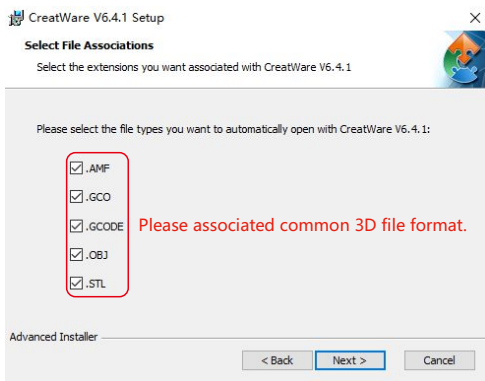 CreatWare V6.4.1 Setup
Select File Associations
Select the extensions you want associated with CreatWare V6.4.1
Please select the file types you want to automatically open with CreatWare V6.4.1:
.AMF
.GCO
.GCODE Please associated common 3D file format.
.OBJ
.STL
Advanced Installer
< Back Next > Cancel